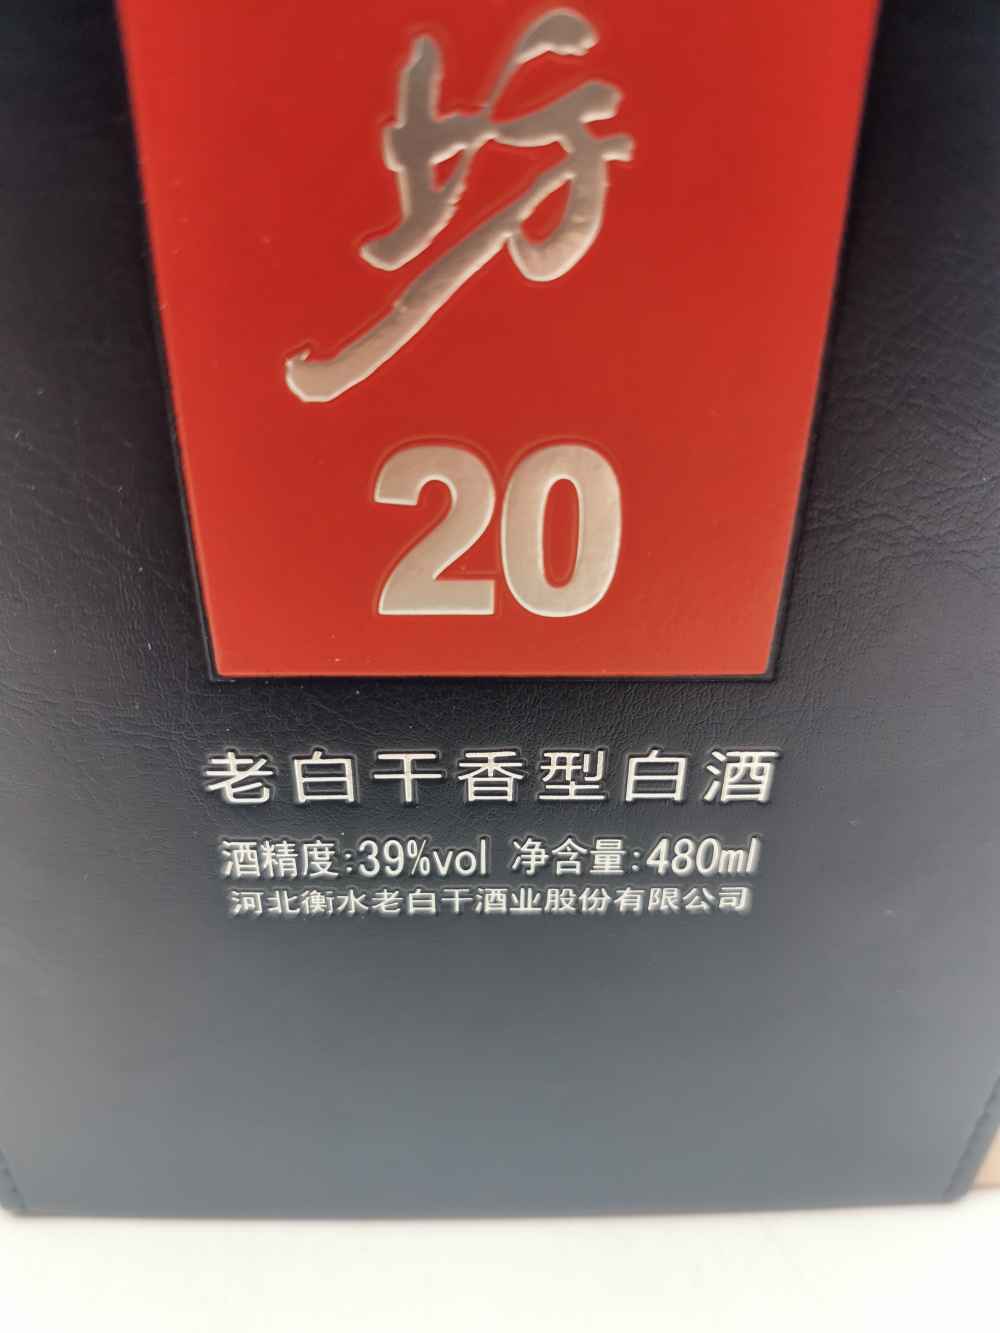 坊
20
老白干香型白酒
酒精度:39%vol 净含量:480ml
河北衡水老白干酒业股份有限公司